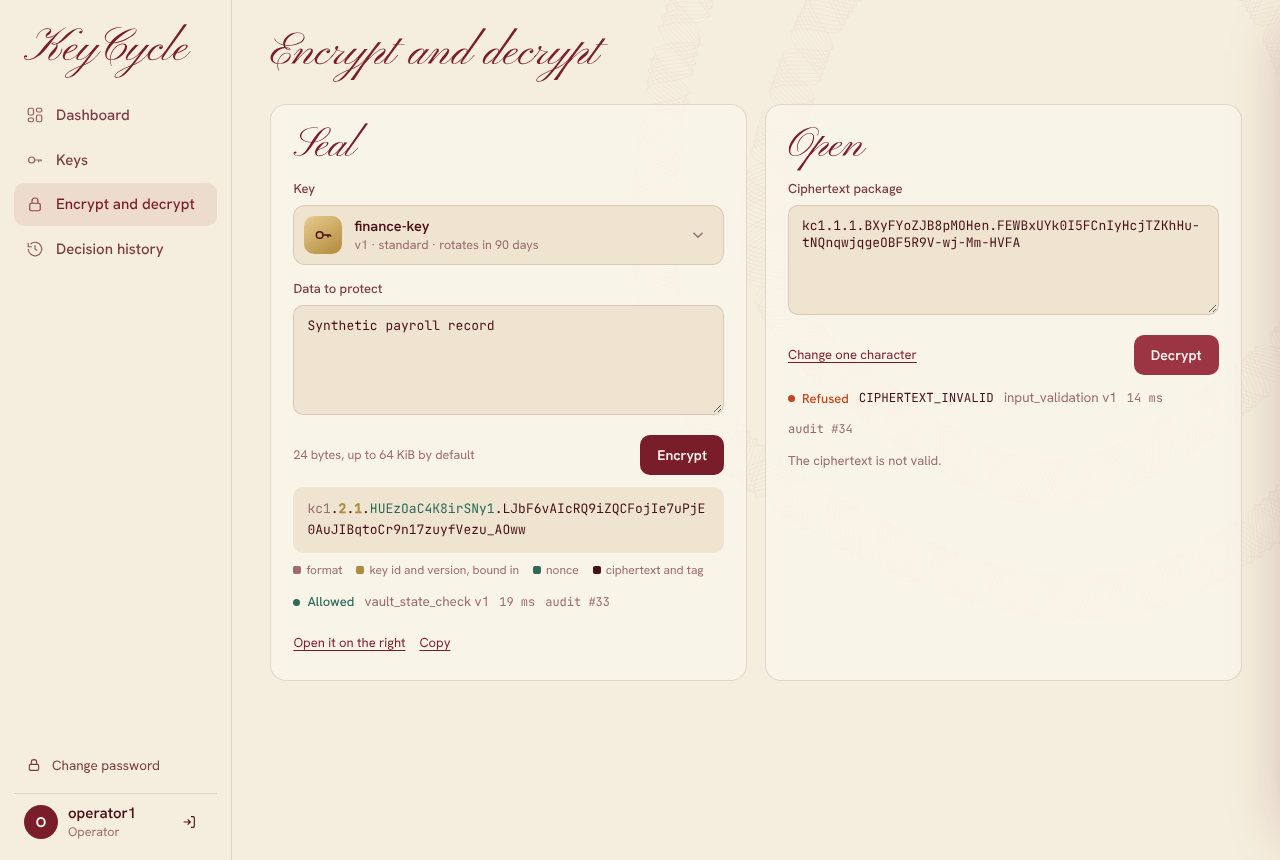 KeyCycle
Dashboard
Keys
Encrypt and decrypt
Decision history
Change password
O
operator1
Operator
Encrypt and decrypt
Seal
Key
finance-key
v1 · standard · rotates in 90 days
Data to protect
Synthetic payroll record
24 bytes, up to 64 KiB by default
Encrypt
kc1.2.1.HUEzOaC4K8irSNy1.LJbF6vAIcRQ9iZQCFojIe7uPjE
0AuJIBqtoCr9n17zuyfVezu_AOww
format
key id and version, bound in
nonce
ciphertext and tag
Allowed vault_state_check v1 19 ms audit #33
Open it on the right Copy
Open
Ciphertext package
kc1.1.1.BXyFYoZJB8pMOHen.FEWBxUYk0I5FCnIyHcjTZKhHu-
tNQnqwjqgeOBF5R9V-wj-Mm-HVFA
Change one character
Decrypt
Refused CIPHERTEXT_INVALID input_validation v1 14 ms
audit #34
The ciphertext is not valid.